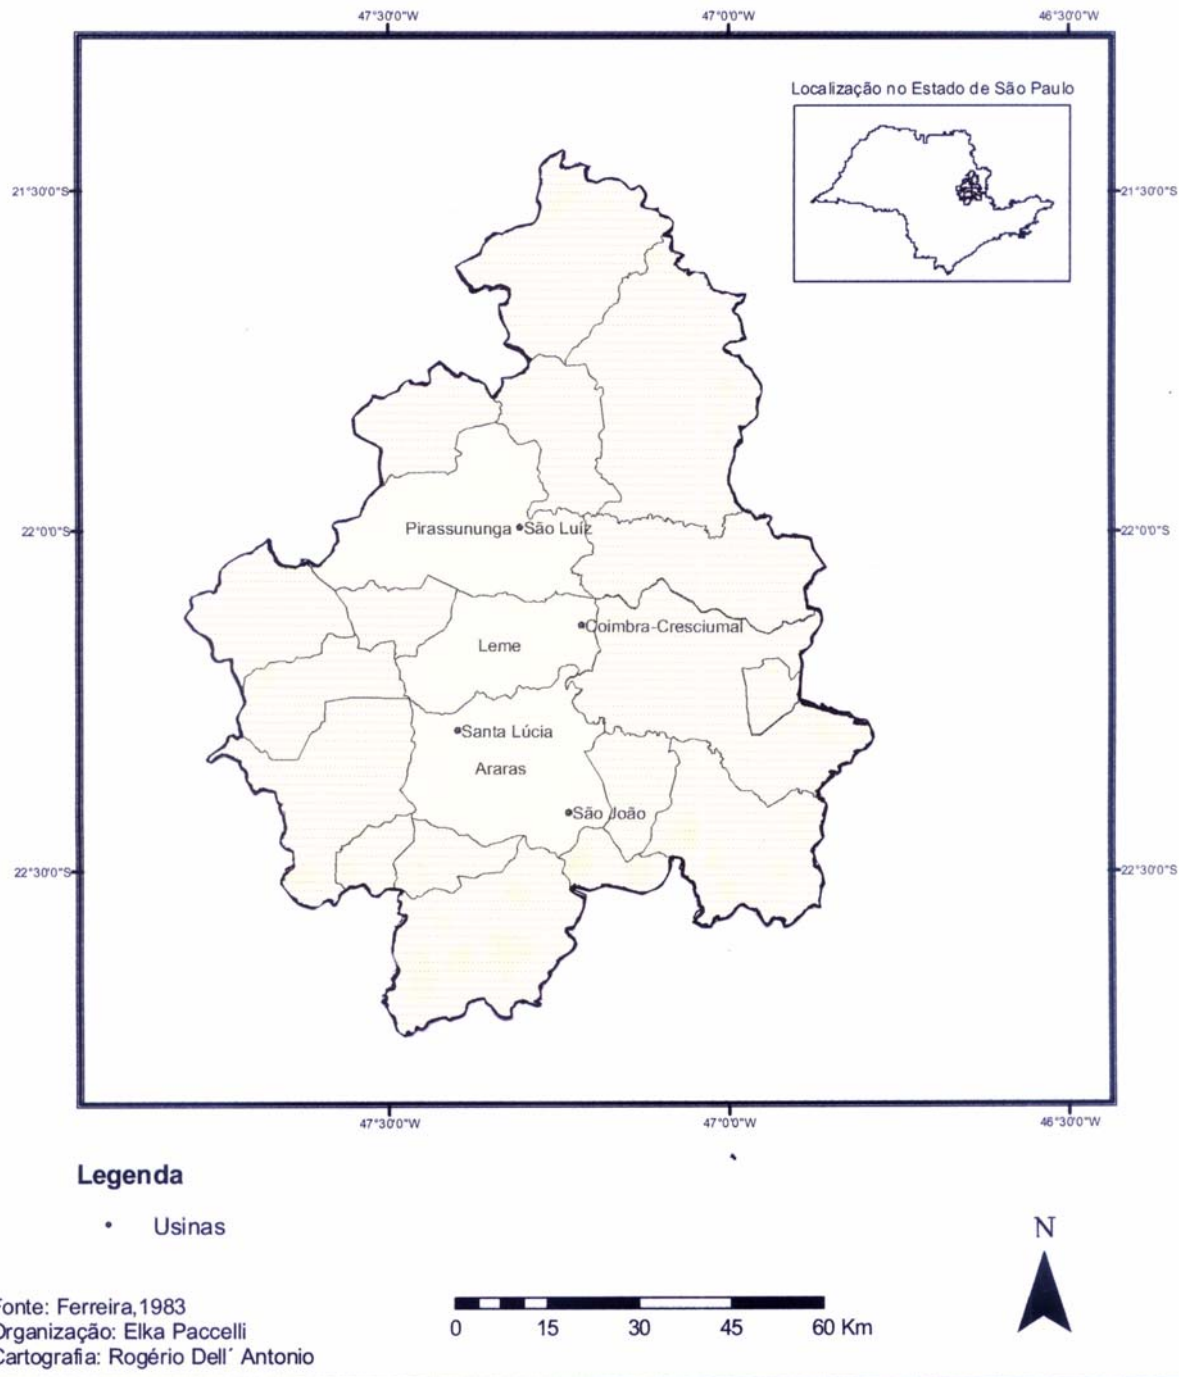 47°30'0"W 47°0'0"W 46°30'0"W
Localização no Estado de São Paulo
21°30'0"S 21°30'0"S
22°0'0"S Pirassununga São Luíz 22°0'0"S
Coimbra-Cresciumal
Leme
Santa Lúcia
Araras
São João
22°30'0"S 22°30'0"S
47°30'0"W 47°0'0"W 46°30'0"W
Legenda
Usinas
N
Fonte: Ferreira,1983
Organização: Elka Paccelli
Cartografia: Rogério Dell´ Antonio
0 15 30 45 60 Km